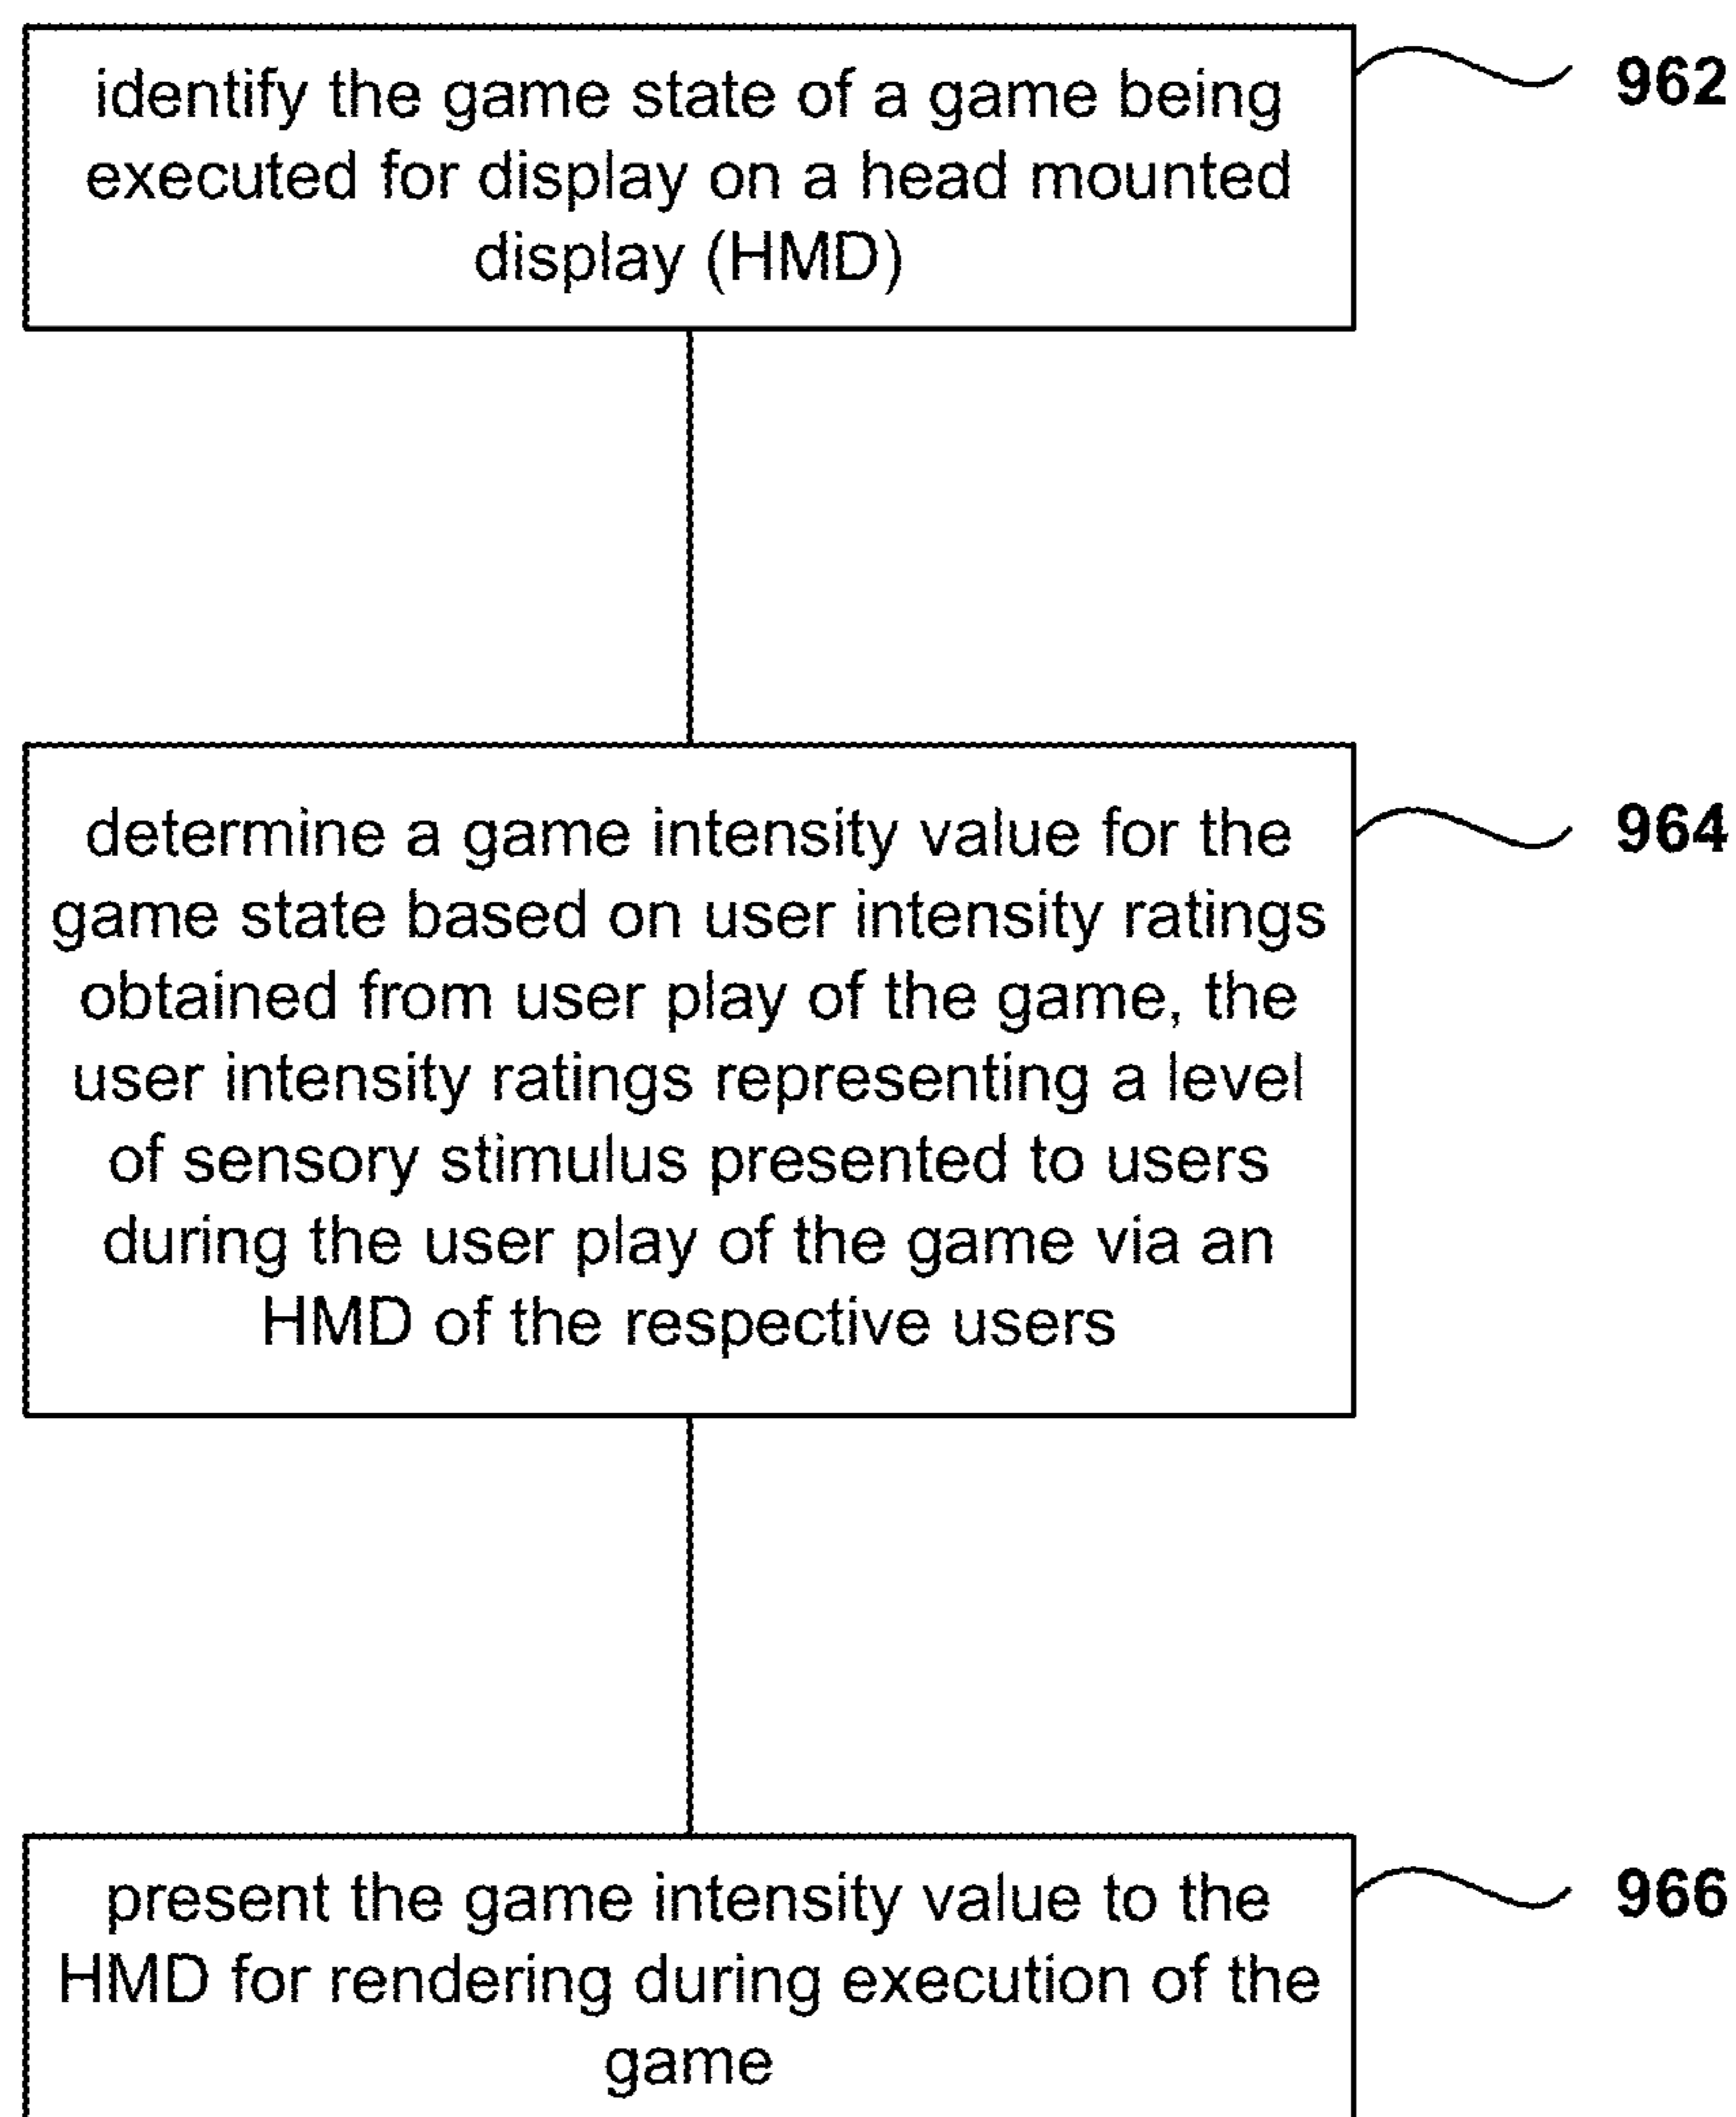 identify the game state of a game being
executed for display on a head mounted
display (HMD)
962
determine a game intensity value for the
game state based on user intensity ratings
obtained from user play of the game, the
user intensity ratings representing a level
of sensory stimulus presented to users
during the user play of the game via an
HMD of the respective users
964
present the game intensity value to the
HMD for rendering during execution of the
game
966